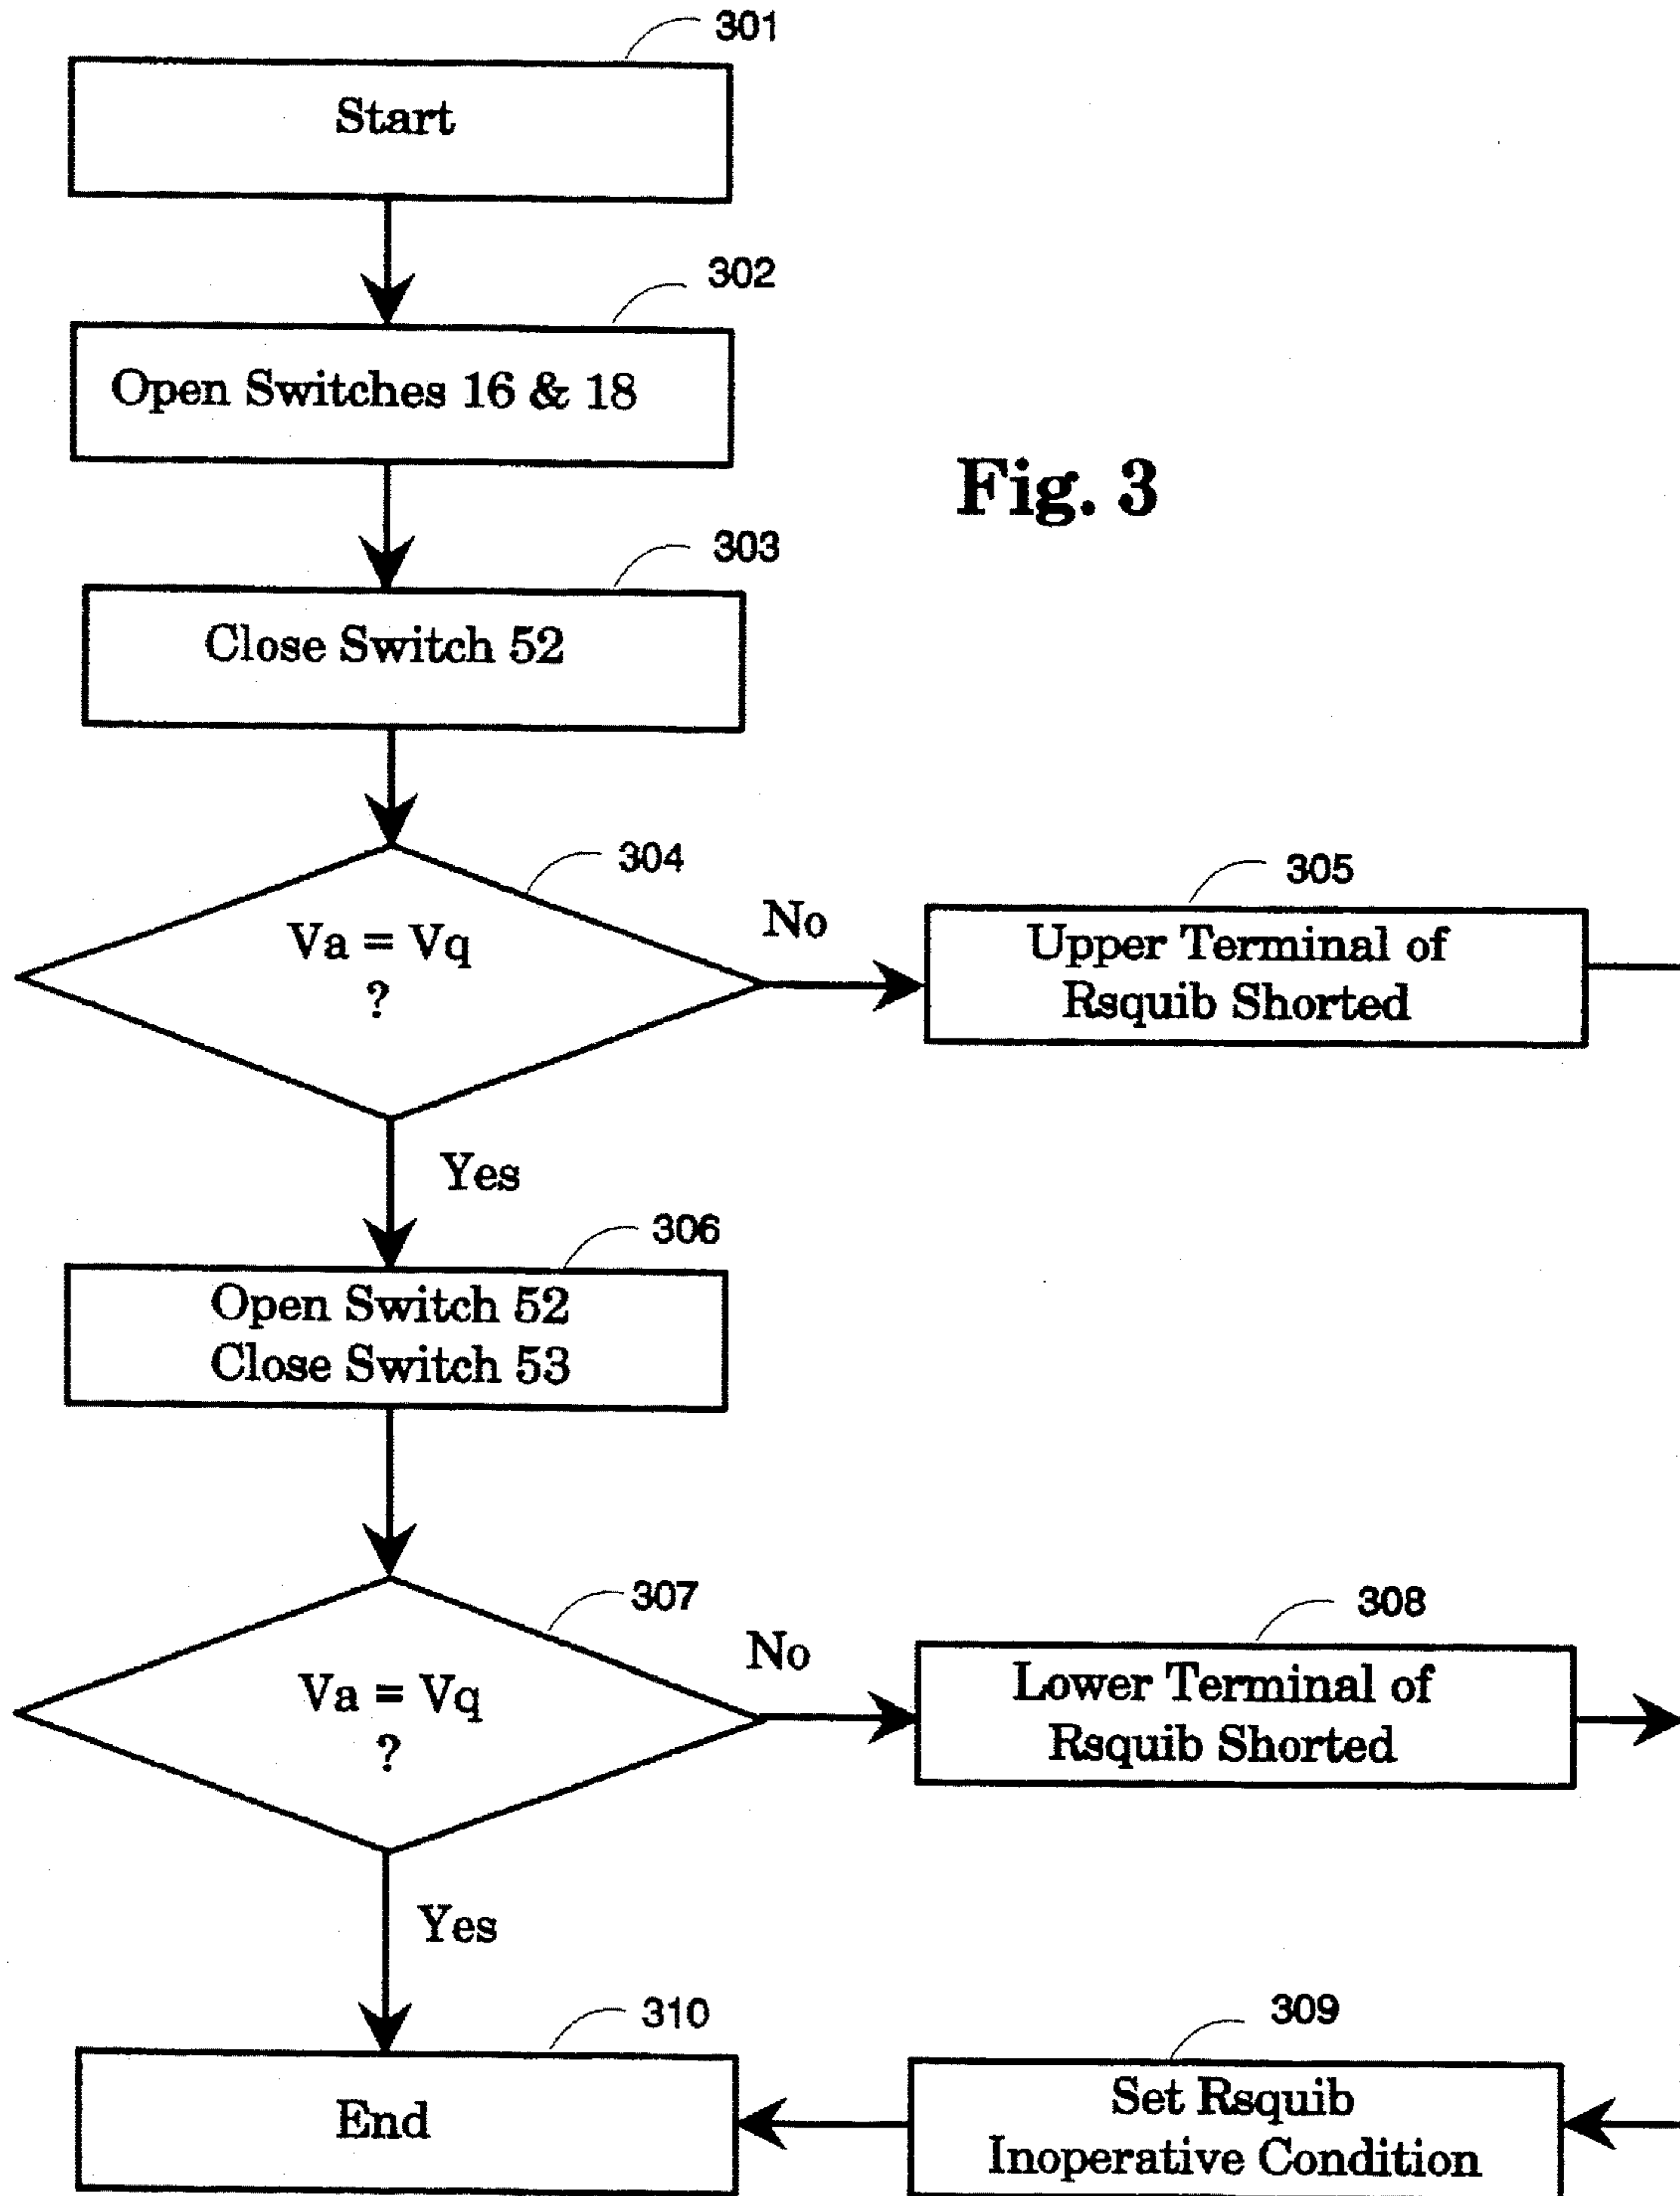 301
Start
302
Open Switches 16 & 18
Fig. 3
303
Close Switch 52
304
Va = Vq
?
No
305
Upper Terminal of
Rsquib Shorted
Yes
306
Open Switch 52
Close Switch 53
307
Va = Vq
?
No
308
Lower Terminal of
Rsquib Shorted
Yes
310
End
309
Set Rsquib
Inoperative Condition